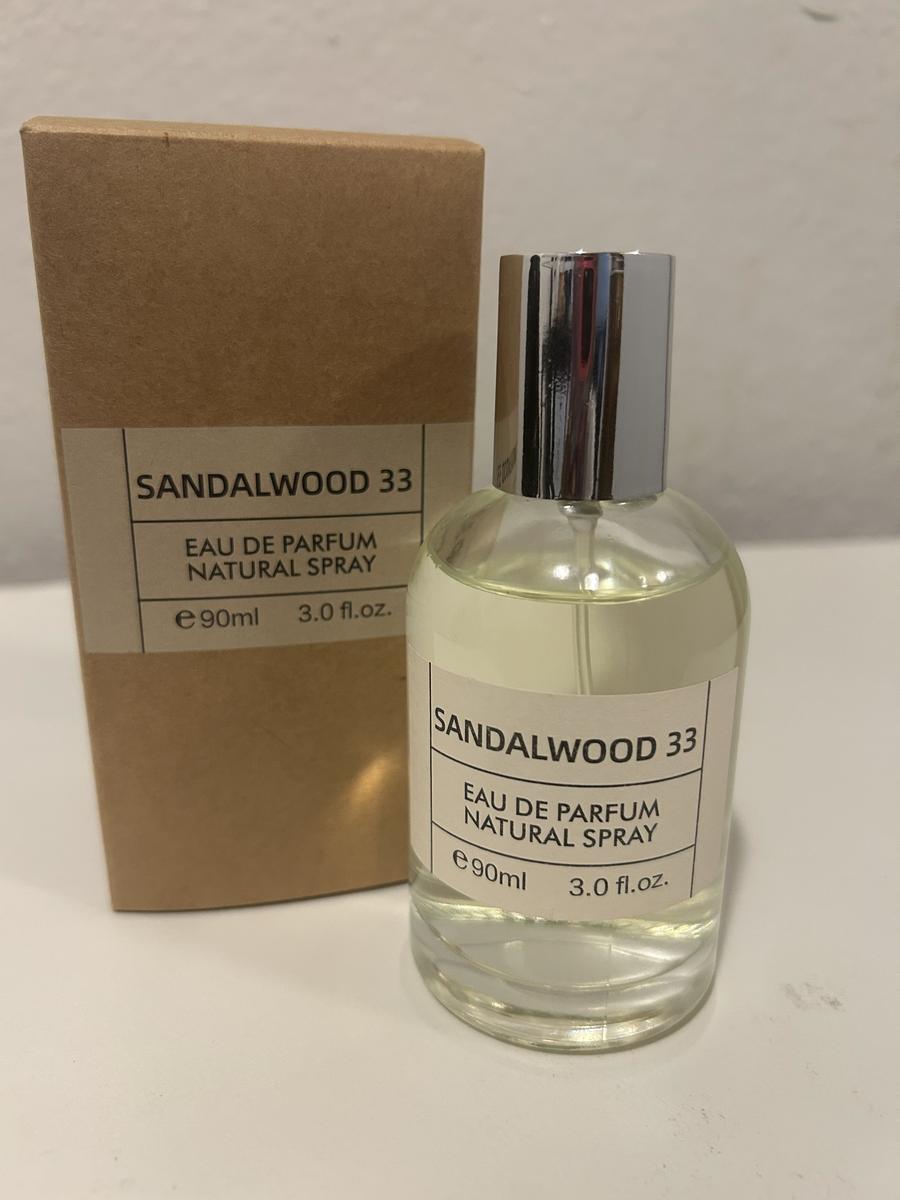 SANDALWOOD 33
EAU DE PARFUM
NATURAL SPRAY
℮90ml 3.0 fl.oz.
SANDALWOOD 33
EAU DE PARFUM
NATURAL SPRAY
℮90ml 3.0 fl.oz.